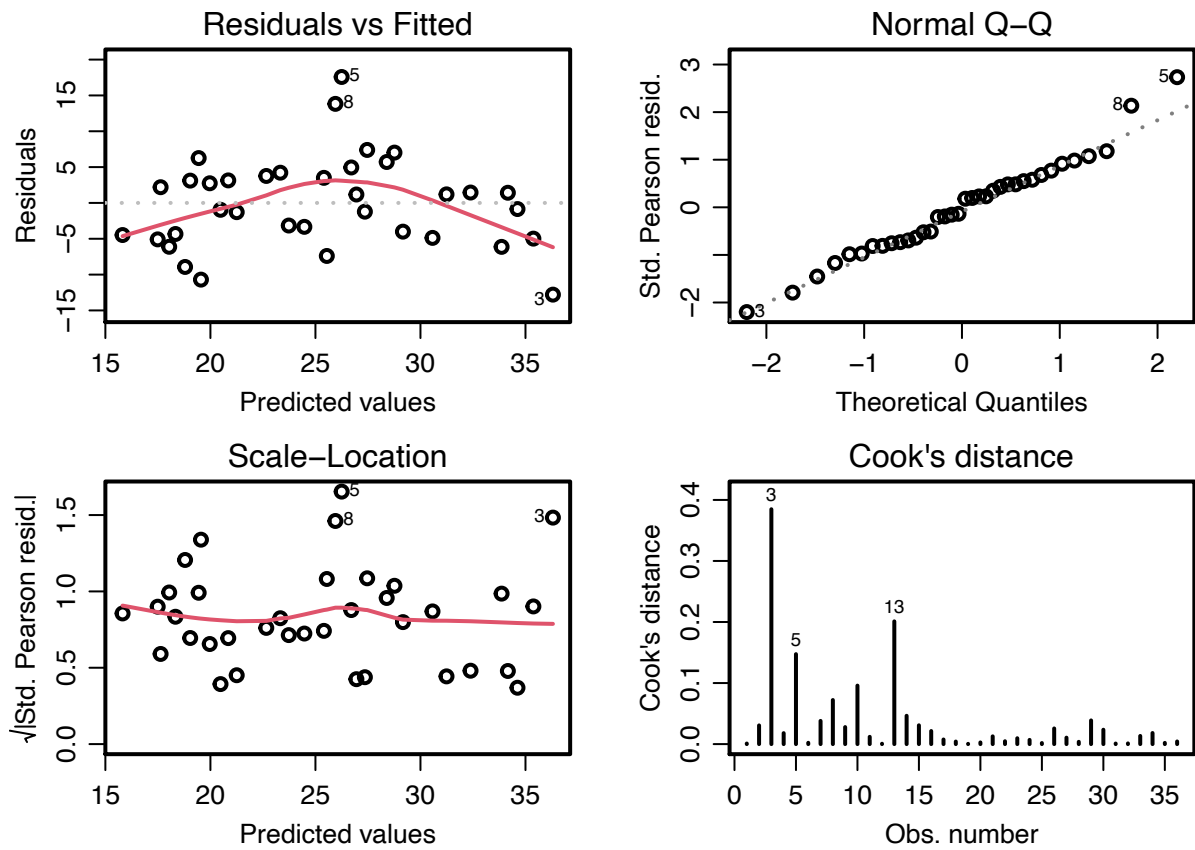 Residuals vs Fitted
Residuals
−15 −5 5 15
15 20 25 30 35
Predicted values
5
8
3
Normal Q−Q
Std. Pearson resid.
−2 0 1 2 3
−2 −1 0 1 2
Theoretical Quantiles
5
8
3
Scale−Location
√|Std. Pearson resid.|
0.0 0.5 1.0 1.5
15 20 25 30 35
Predicted values
5
8
3
Cook's distance
Cook's distance
0.0 0.1 0.2 0.3 0.4
0 5 10 15 20 25 30 35
Obs. number
3
5
13